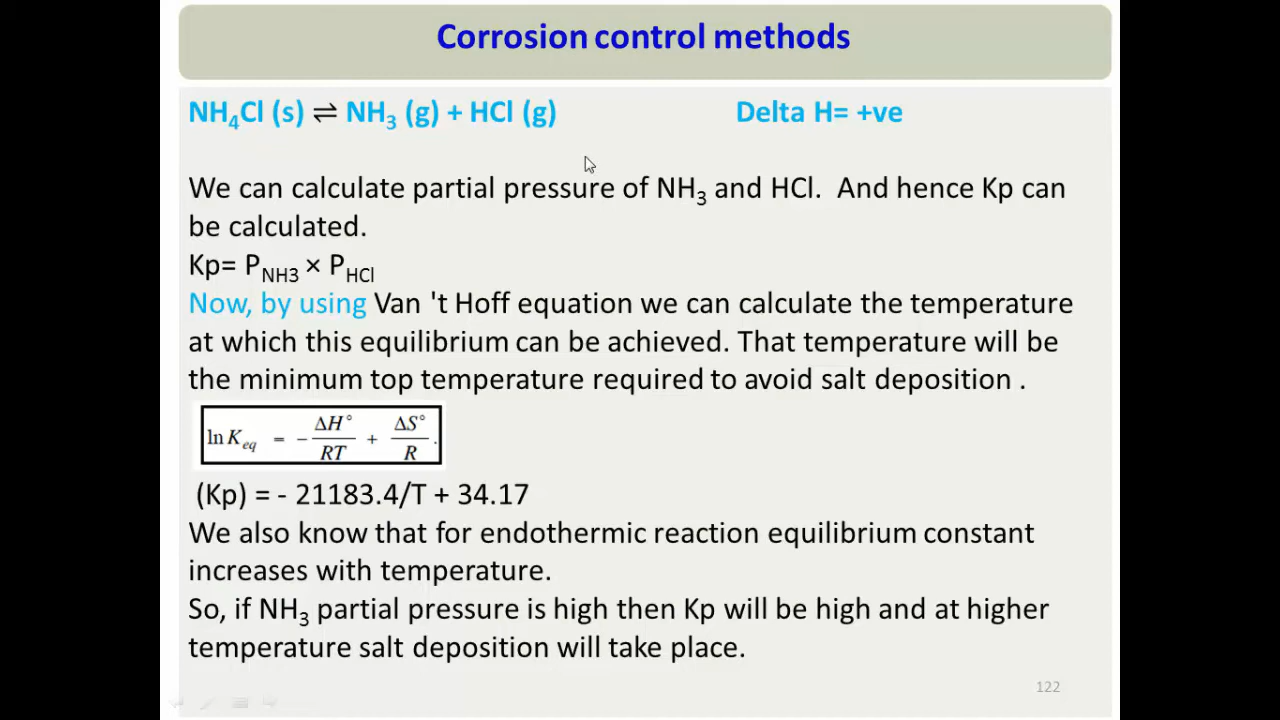 Corrosion control methods
NH₄Cl (s) ⇌ NH₃ (g) + HCl (g) Delta H= +ve
We can calculate partial pressure of NH₃ and HCl. And hence Kp can
be calculated.
Kp= P_NH3 × P_HCl
Now, by using Van 't Hoff equation we can calculate the temperature
at which this equilibrium can be achieved. That temperature will be
the minimum top temperature required to avoid salt deposition .
ln K_eq = - ΔH°/RT + ΔS°/R .
(Kp) = - 21183.4/T + 34.17
We also know that for endothermic reaction equilibrium constant
increases with temperature.
So, if NH₃ partial pressure is high then Kp will be high and at higher
temperature salt deposition will take place.
122